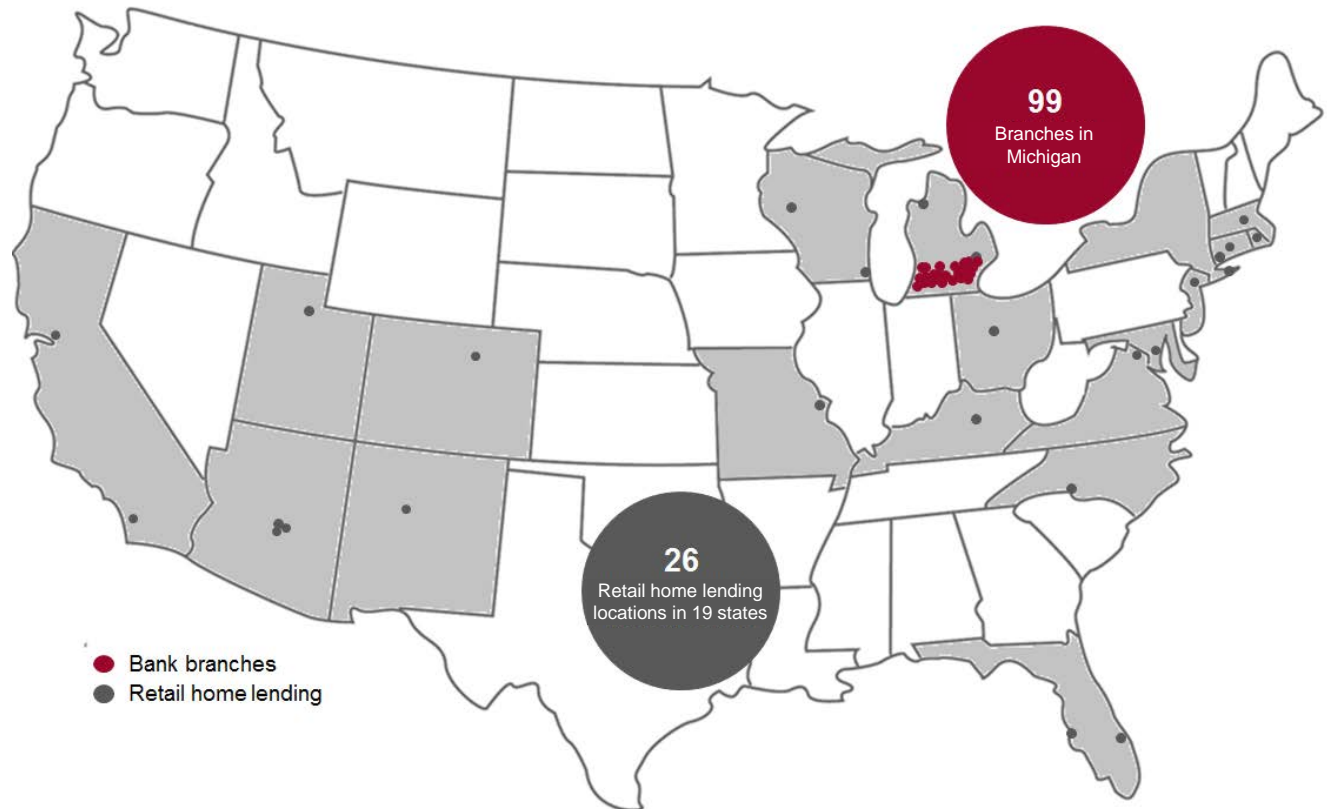 99
Branches in
Michigan
26
Retail home lending
locations in 19 states
Bank branches
Retail home lending